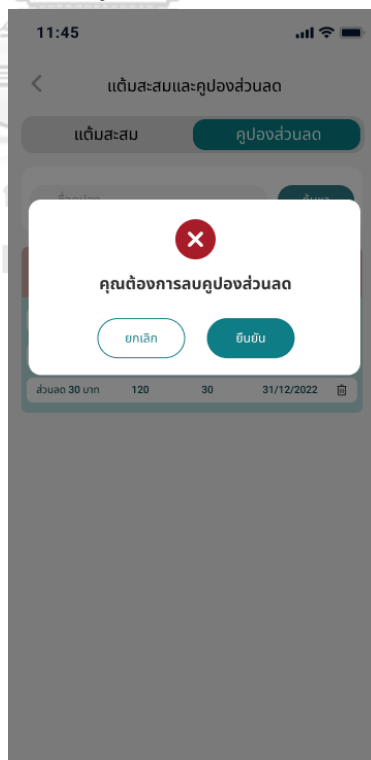 11:45
แต้มสะสมและคูปองส่วนลด
แต้มสะสม คูปองส่วนลด
คุณต้องการลบคูปองส่วนลด
ยกเลิก ยืนยัน
ส่วนลด 30 บาท 120 30 31/12/2022